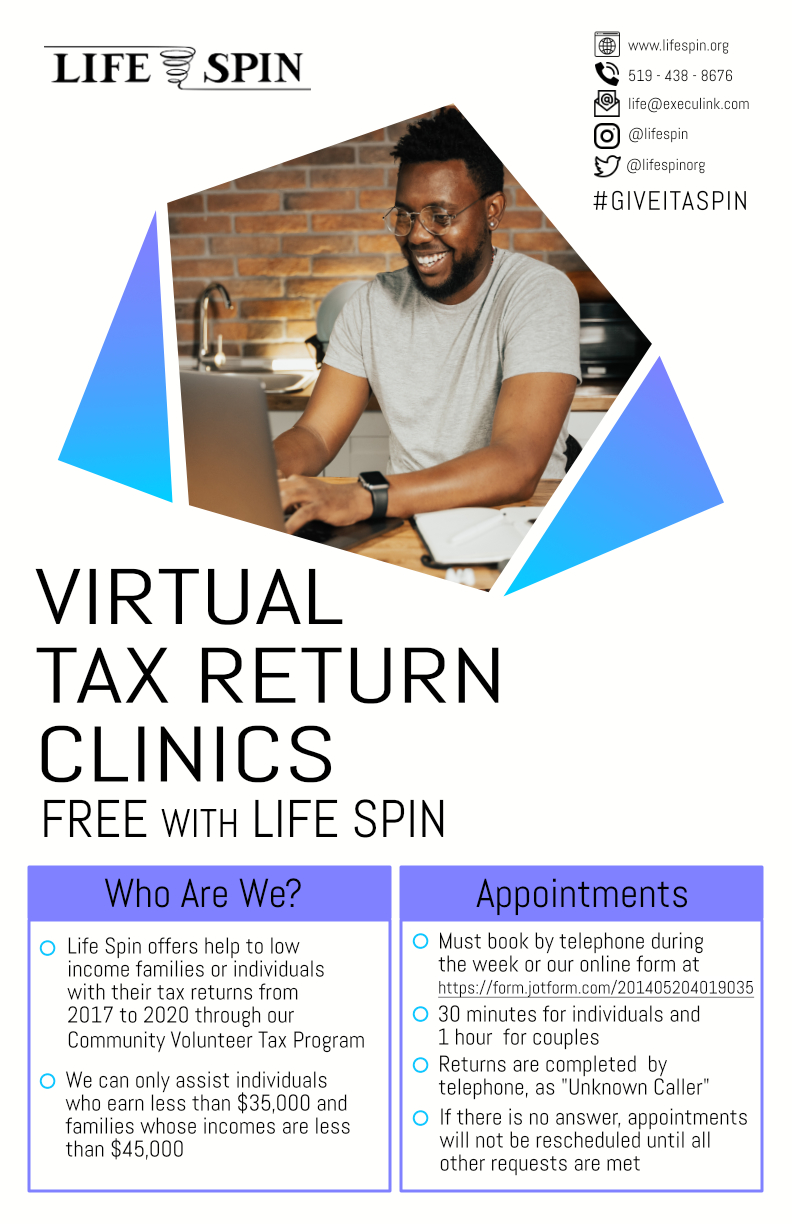 LIFE SPIN
www.lifespin.org
519 - 438 - 8676
life@execulink.com
@lifespin
@lifespinorg
#GIVEITASPIN
VIRTUAL
TAX RETURN
CLINICS
FREE WITH LIFE SPIN
Who Are We?
Life Spin offers help to low
income families or individuals
with their tax returns from
2017 to 2020 through our
Community Volunteer Tax Program
We can only assist individuals
who earn less than $35,000 and
families whose incomes are less
than $45,000
Appointments
Must book by telephone during
the week or our online form at
https://form.jotform.com/201405204019035
30 minutes for individuals and
1 hour for couples
Returns are completed by
telephone, as "Unknown Caller"
If there is no answer, appointments
will not be rescheduled until all
other requests are met